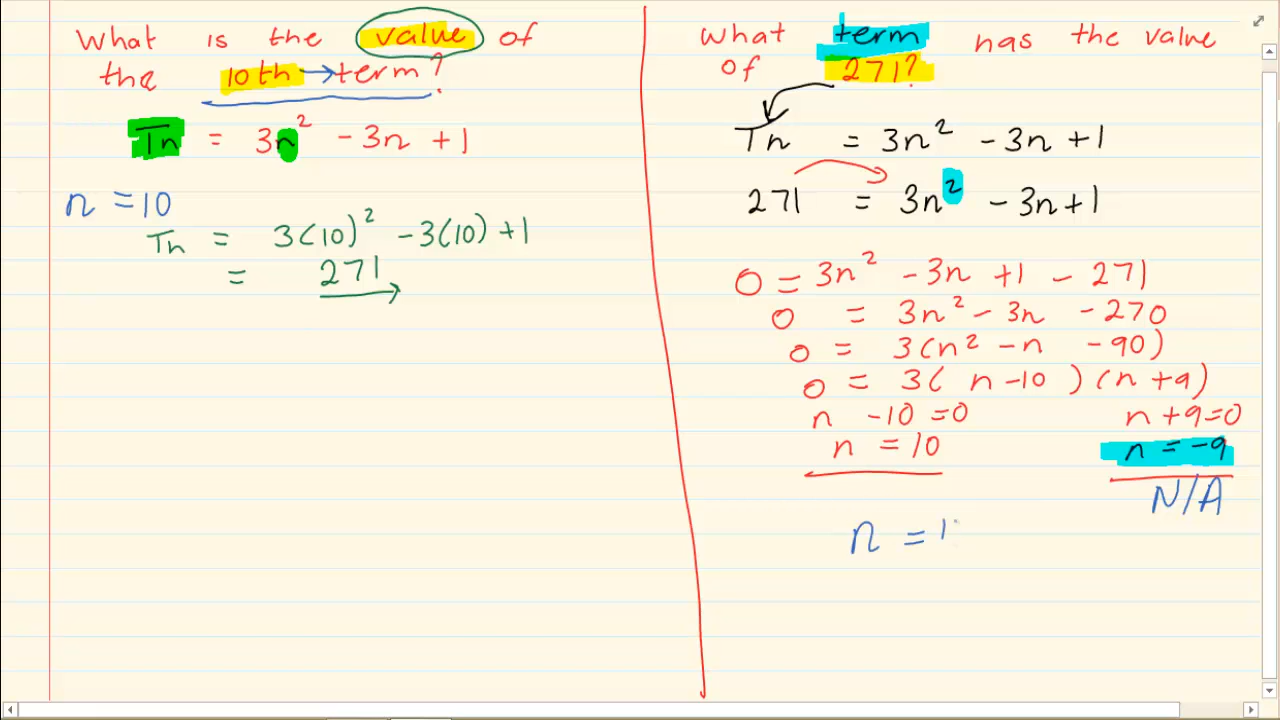 What is the value of
the 10th term?
Tn = 3n² - 3n + 1
n = 10
Tn = 3(10)² - 3(10) + 1
= 271
What term has the value
of 271?
Tn = 3n² - 3n + 1
271 = 3n² - 3n + 1
0 = 3n² - 3n + 1 - 271
0 = 3n² - 3n - 270
0 = 3(n² - n - 90)
0 = 3( n - 10 ) (n + 9)
n - 10 = 0 n + 9 = 0
n = 10 n = -9
N/A
n = 1